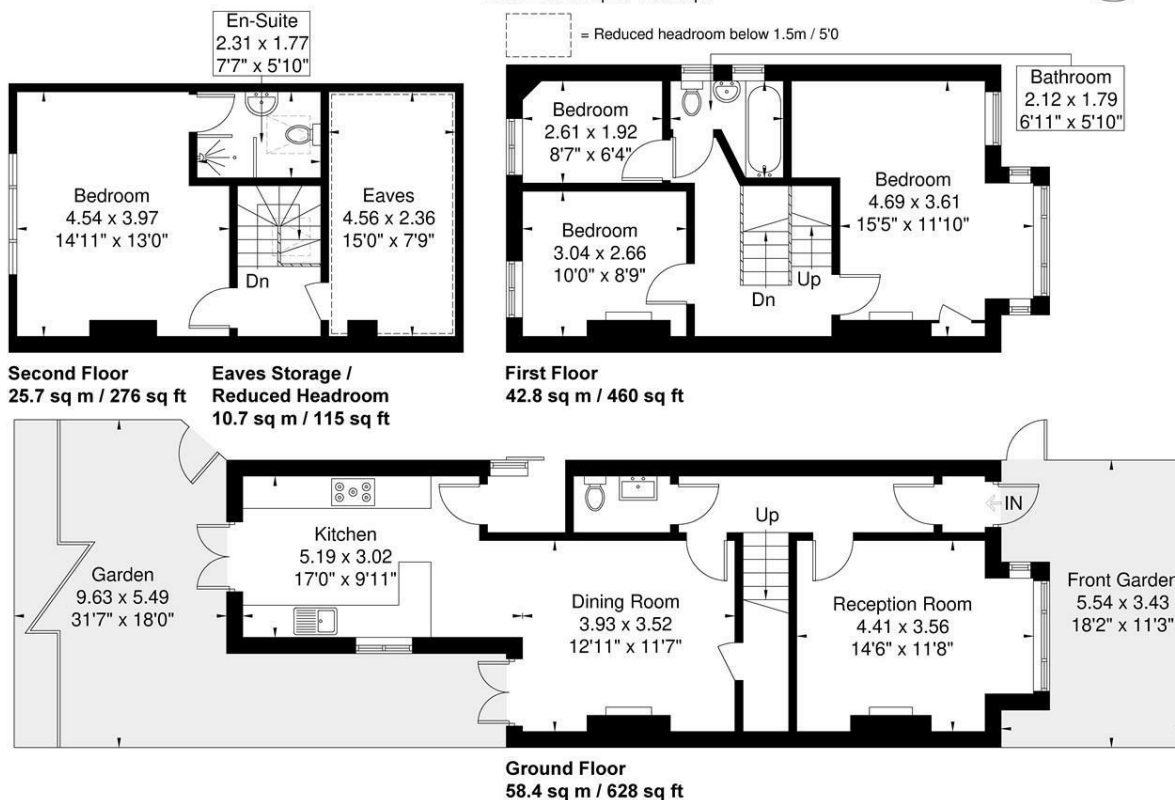 = Reduced headroom below 1.5m / 5'0
En-Suite
2.31 x 1.77
7'7" x 5'10"
Bedroom
4.54 x 3.97
14'11" x 13'0"
Dn
Eaves
4.56 x 2.36
15'0" x 7'9"
Second Floor
25.7 sq m / 276 sq ft
Eaves Storage /
Reduced Headroom
10.7 sq m / 115 sq ft
Bedroom
2.61 x 1.92
8'7" x 6'4"
Bedroom
3.04 x 2.66
10'0" x 8'9"
Dn
Up
Bathroom
2.12 x 1.79
6'11" x 5'10"
Bedroom
4.69 x 3.61
15'5" x 11'10"
First Floor
42.8 sq m / 460 sq ft
Garden
9.63 x 5.49
31'7" x 18'0"
Kitchen
5.19 x 3.02
17'0" x 9'11"
Dining Room
3.93 x 3.52
12'11" x 11'7"
Up
Reception Room
4.41 x 3.56
14'6" x 11'8"
IN
Front Garden
5.54 x 3.43
18'2" x 11'3"
Ground Floor
58.4 sq m / 628 sq ft